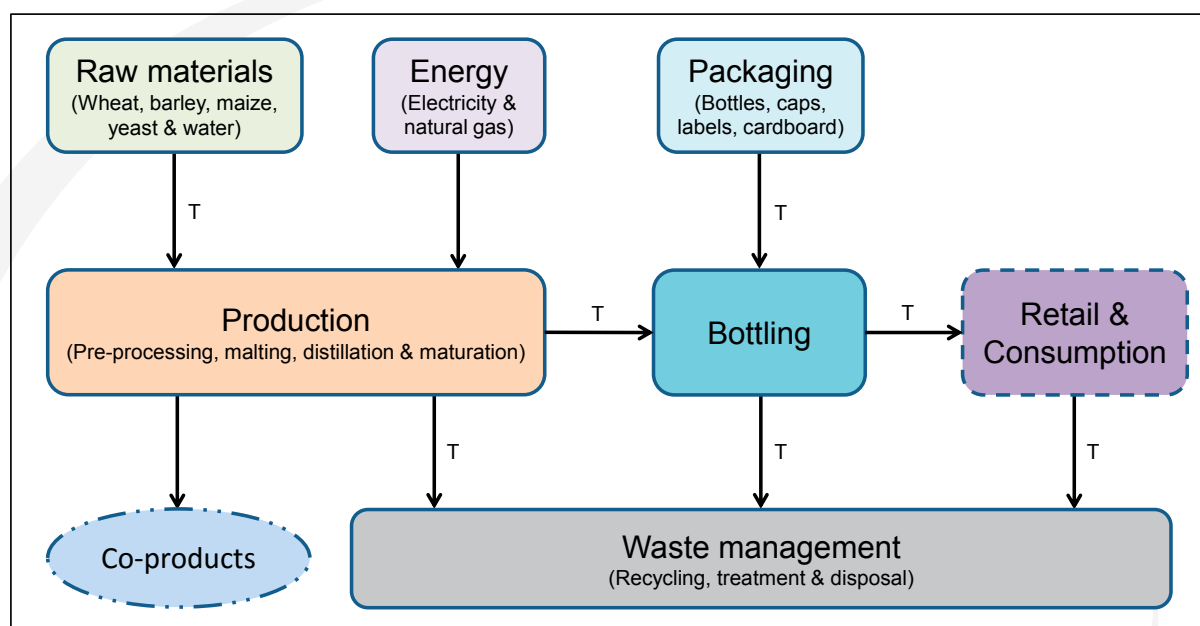 Raw materials
(Wheat, barley, maize,
yeast & water)
Energy
(Electricity &
natural gas)
Packaging
(Bottles, caps,
labels, cardboard)
T
T
Production
(Pre-processing, malting, distillation & maturation)
T
Bottling
T
Retail &
Consumption
T
T
T
Co-products
Waste management
(Recycling, treatment & disposal)